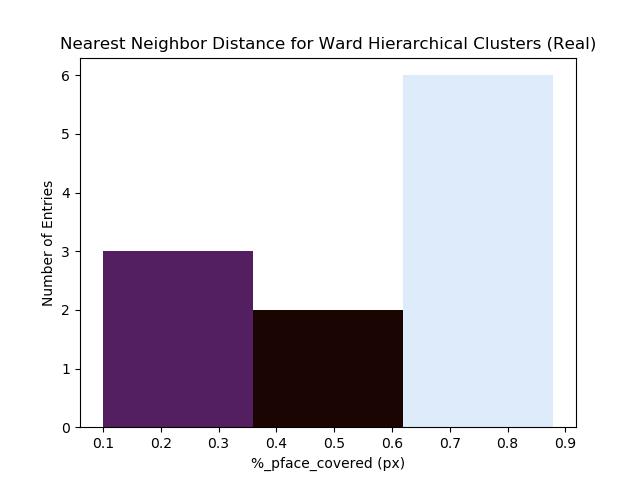 Nearest Neighbor Distance for Ward Hierarchical Clusters (Real)
6
5
4
3
2
1
0
Number of Entries
0.1 0.2 0.3 0.4 0.5 0.6 0.7 0.8 0.9
%_pface_covered (px)